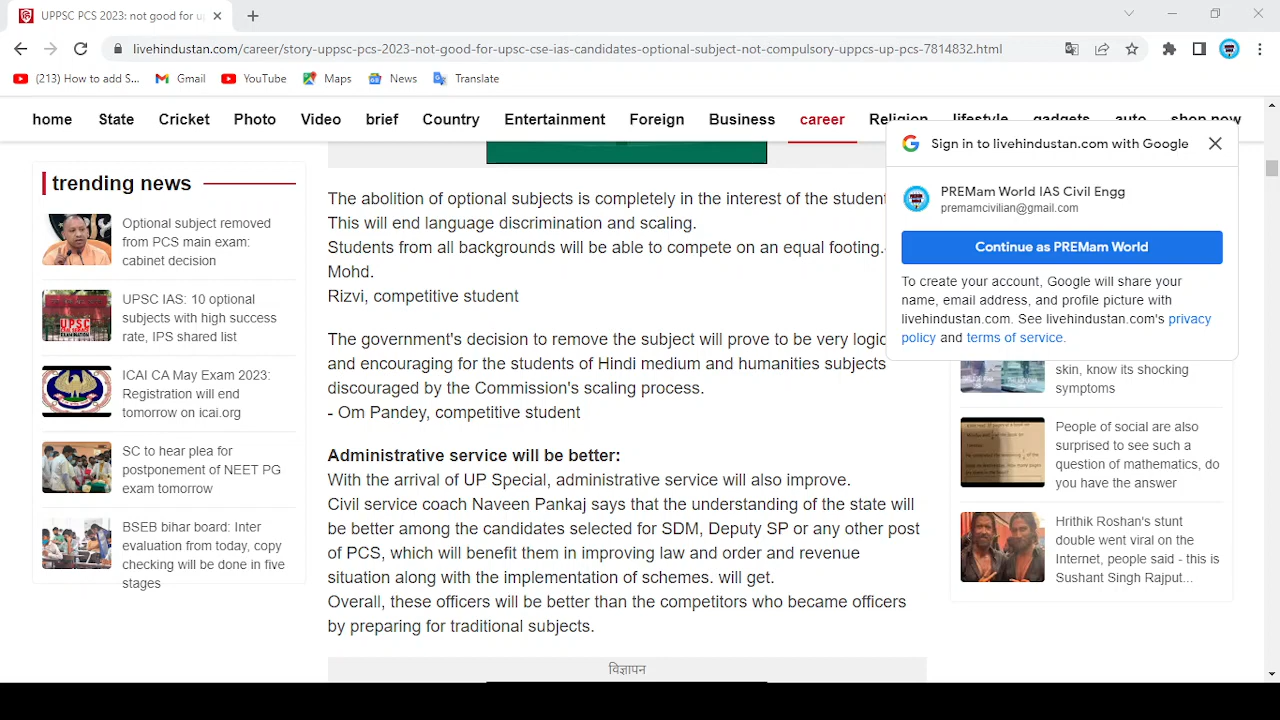 UPPSC PCS 2023: not good for u
livehindustan.com/career/story-uppsc-pcs-2023-not-good-for-upsc-cse-ias-candidates-optional-subject-not-compulsory-uppcs-up-pcs-7814832.html
(213) How to add S...
Gmail
YouTube
Maps
News
Translate
home
State
Cricket
Photo
Video
brief
Country
Entertainment
Foreign
Business
career
Religion
lifestyle
gadgets
auto
shop now
trending news
Optional subject removed
from PCS main exam:
cabinet decision
UPSC IAS: 10 optional
subjects with high success
rate, IPS shared list
ICAI CA May Exam 2023:
Registration will end
tomorrow on icai.org
SC to hear plea for
postponement of NEET PG
exam tomorrow
BSEB bihar board: Inter
evaluation from today, copy
checking will be done in five
stages
The abolition of optional subjects is completely in the interest of the student
This will end language discrimination and scaling.
Students from all backgrounds will be able to compete on an equal footing.
Mohd.
Rizvi, competitive student
The government's decision to remove the subject will prove to be very logic
and encouraging for the students of Hindi medium and humanities subjects
discouraged by the Commission's scaling process.
- Om Pandey, competitive student
Administrative service will be better:
With the arrival of UP Special, administrative service will also improve.
Civil service coach Naveen Pankaj says that the understanding of the state will
be better among the candidates selected for SDM, Deputy SP or any other post
of PCS, which will benefit them in improving law and order and revenue
situation along with the implementation of schemes. will get.
Overall, these officers will be better than the competitors who became officers
by preparing for traditional subjects.
विज्ञापन
Sign in to livehindustan.com with Google
PREMam World IAS Civil Engg
premamcivilian@gmail.com
Continue as PREMam World
To create your account, Google will share your
name, email address, and profile picture with
livehindustan.com. See livehindustan.com's privacy
policy and terms of service.
skin, know its shocking
symptoms
People of social are also
surprised to see such a
question of mathematics, do
you have the answer
Hrithik Roshan's stunt
double went viral on the
Internet, people said - this is
Sushant Singh Rajput...